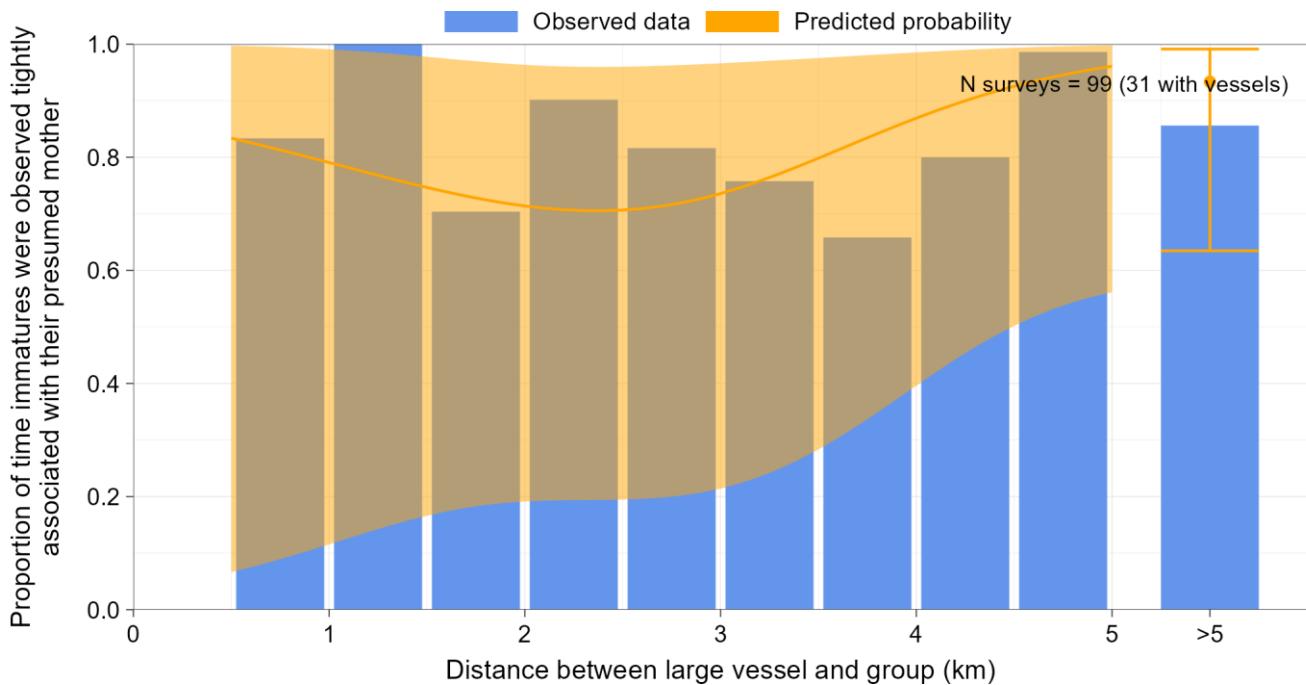 Observed data
Predicted probability
Proportion of time immatures were observed tightly
associated with their presumed mother
1.0
0.8
0.6
0.4
0.2
0.0
N surveys = 99 (31 with vessels)
0
1
2
3
4
5
>5
Distance between large vessel and group (km)